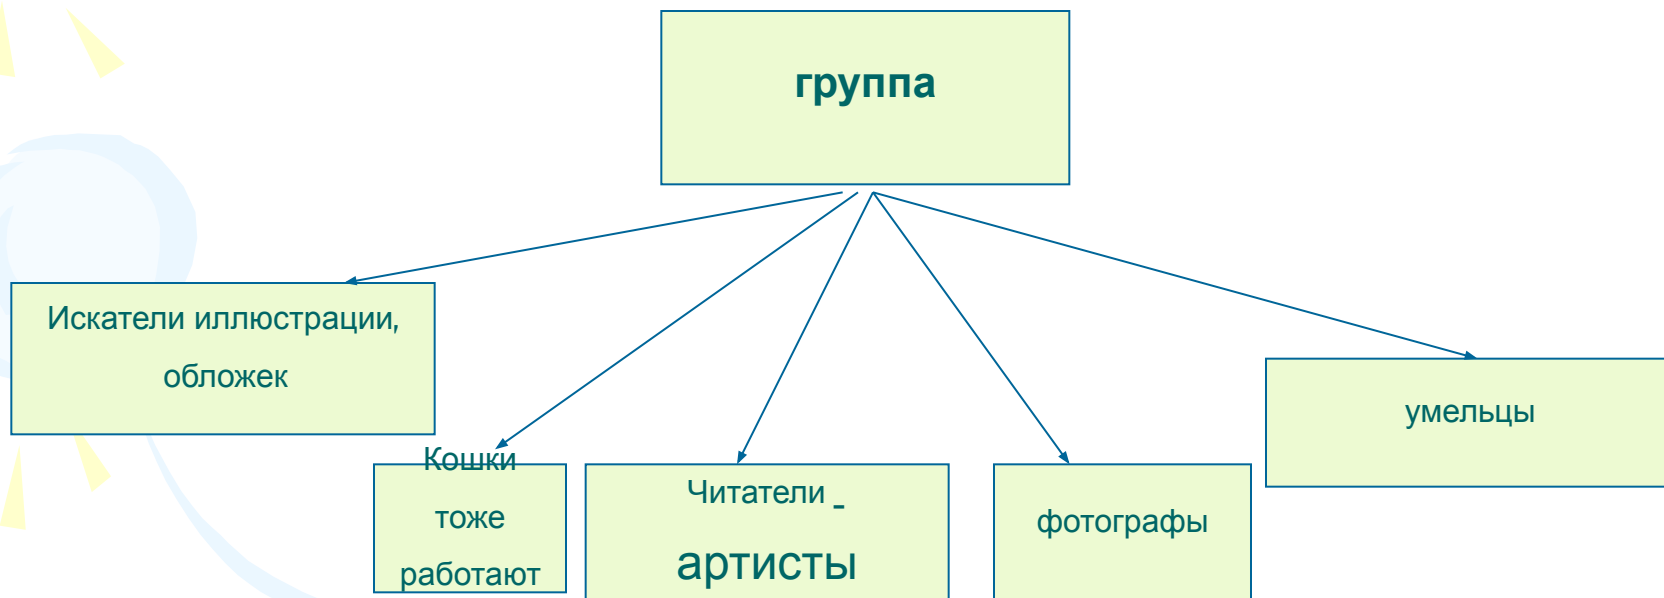 группа
Искатели иллюстрации,
обложек
Кошки
тоже
работают
Читатели -
артисты
фотографы
умельцы